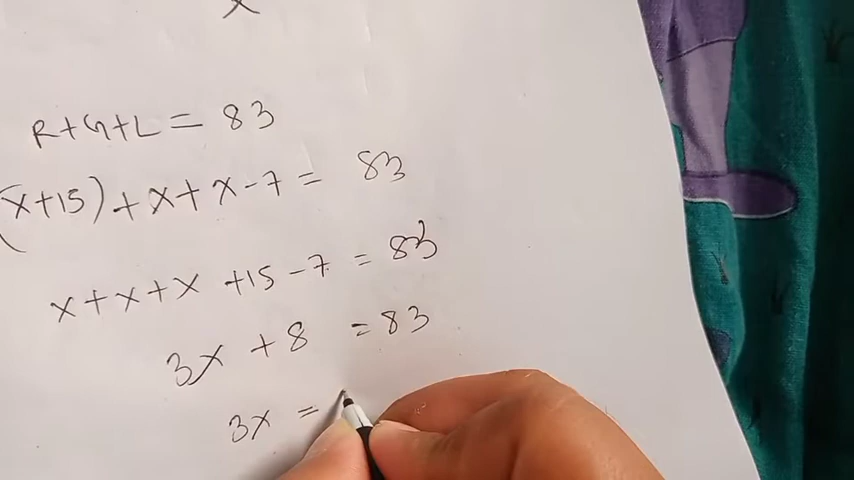 x
R+G+L = 83
(x+15) + x + x - 7 = 83
x + x + x + 15 - 7 = 83
3x + 8 = 83
3x =